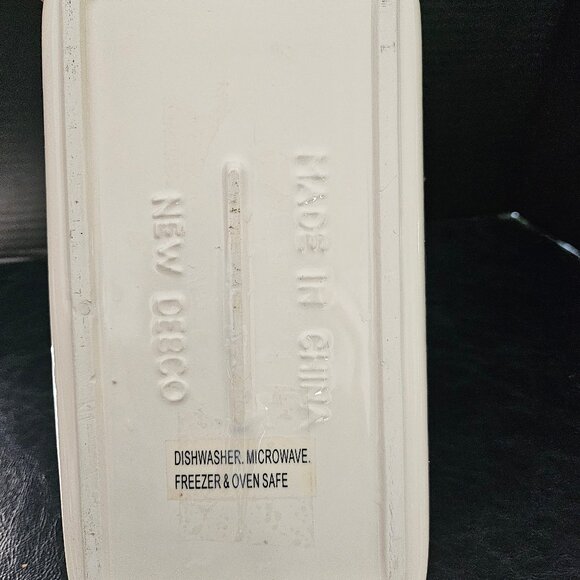 MADE IN CHINA
NEW DEBCO
DISHWASHER. MICROWAVE.
FREEZER & OVEN SAFE